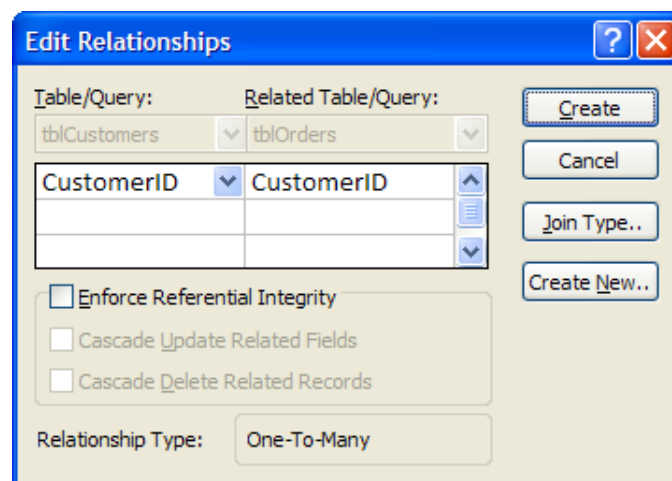 Edit Relationships
Table/Query: Related Table/Query:
tblCustomers tblOrders
CustomerID CustomerID
Enforce Referential Integrity
Cascade Update Related Fields
Cascade Delete Related Records
Relationship Type: One-To-Many
?
Create
Cancel
Join Type..
Create New..